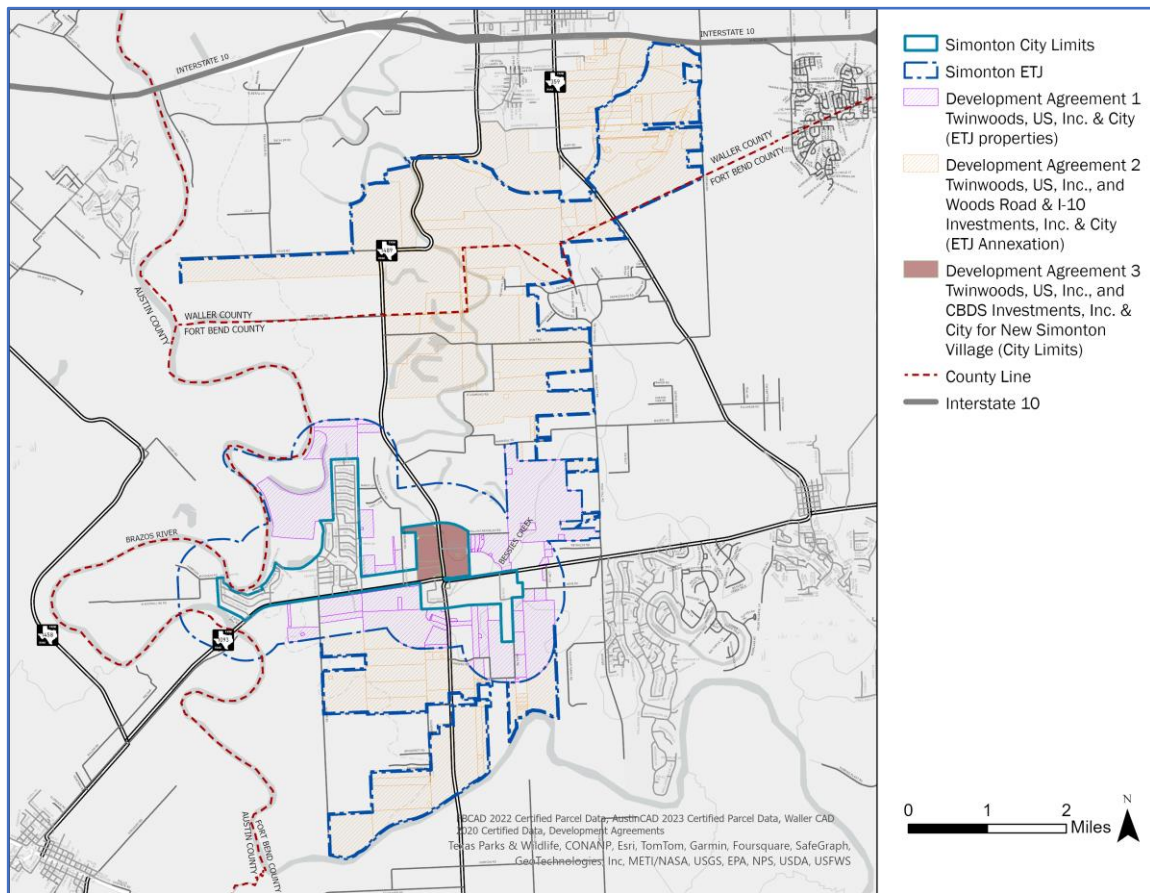 INTERSTATE 10
INTERSTATE 10
359
WALLER COUNTY
FORT BEND COUNTY
1489
AUSTIN COUNTY
WALLER COUNTY
FORT BEND COUNTY
BRAZOS RIVER
BESSIES CREEK
1458
1093
AUSTIN COUNTY
FORT BEND COUNTY
FBCAD 2022 Certified Parcel Data, AustinCAD 2023 Certified Parcel Data, Waller CAD
2020 Certified Data, Development Agreements
Texas Parks & Wildlife, CONANP, Esri, TomTom, Garmin, Foursquare, SafeGraph,
GeoTechnologies, Inc, METI/NASA, USGS, EPA, NPS, USDA, USFWS
Simonton City Limits
Simonton ETJ
Development Agreement 1
Twinwoods, US, Inc. & City
(ETJ properties)
Development Agreement 2
Twinwoods, US, Inc., and
Woods Road & I-10
Investments, Inc. & City
(ETJ Annexation)
Development Agreement 3
Twinwoods, US, Inc., and
CBDS Investments, Inc. &
City for New Simonton
Village (City Limits)
County Line
Interstate 10
0 1 2
Miles
N